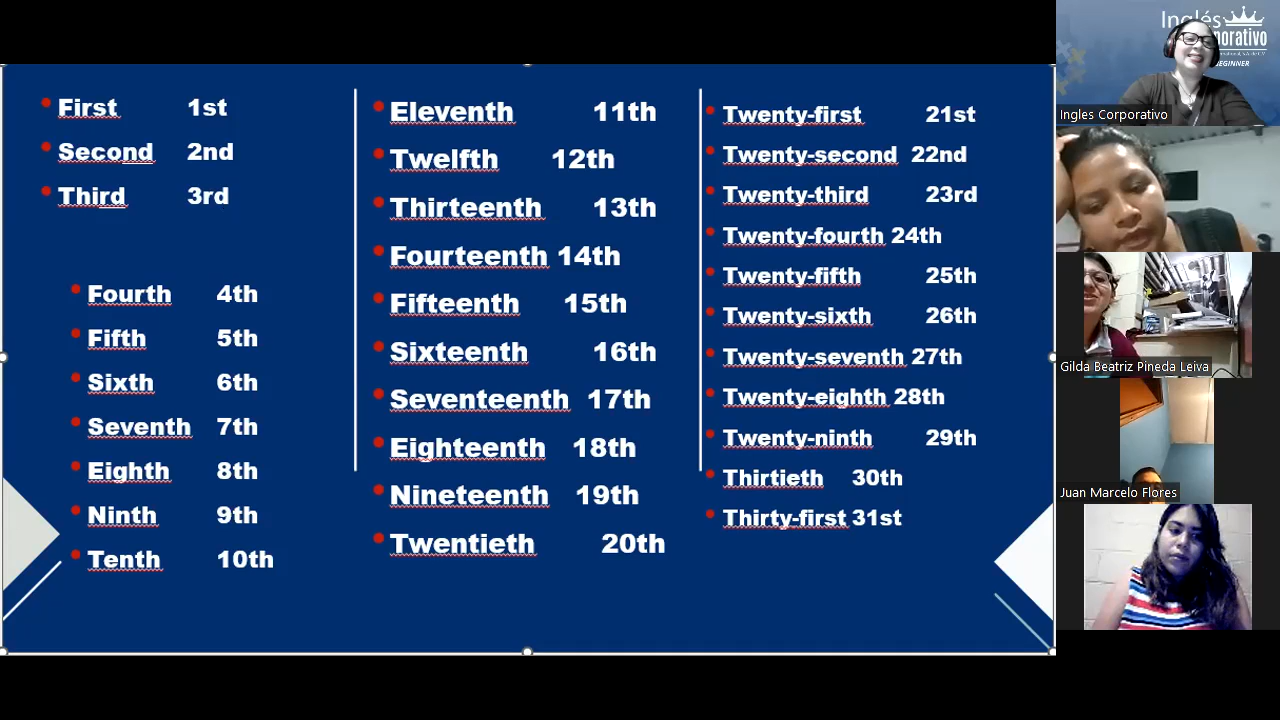 First 1st
Second 2nd
Third 3rd
Fourth 4th
Fifth 5th
Sixth 6th
Seventh 7th
Eighth 8th
Ninth 9th
Tenth 10th
Eleventh 11th
Twelfth 12th
Thirteenth 13th
Fourteenth 14th
Fifteenth 15th
Sixteenth 16th
Seventeenth 17th
Eighteenth 18th
Nineteenth 19th
Twentieth 20th
Twenty-first 21st
Twenty-second 22nd
Twenty-third 23rd
Twenty-fourth 24th
Twenty-fifth 25th
Twenty-sixth 26th
Twenty-seventh 27th
Twenty-eighth 28th
Twenty-ninth 29th
Thirtieth 30th
Thirty-first 31st
Inglés
Ingles Corporativo
Gilda Beatriz Pineda Leiva
Juan Marcelo Flores